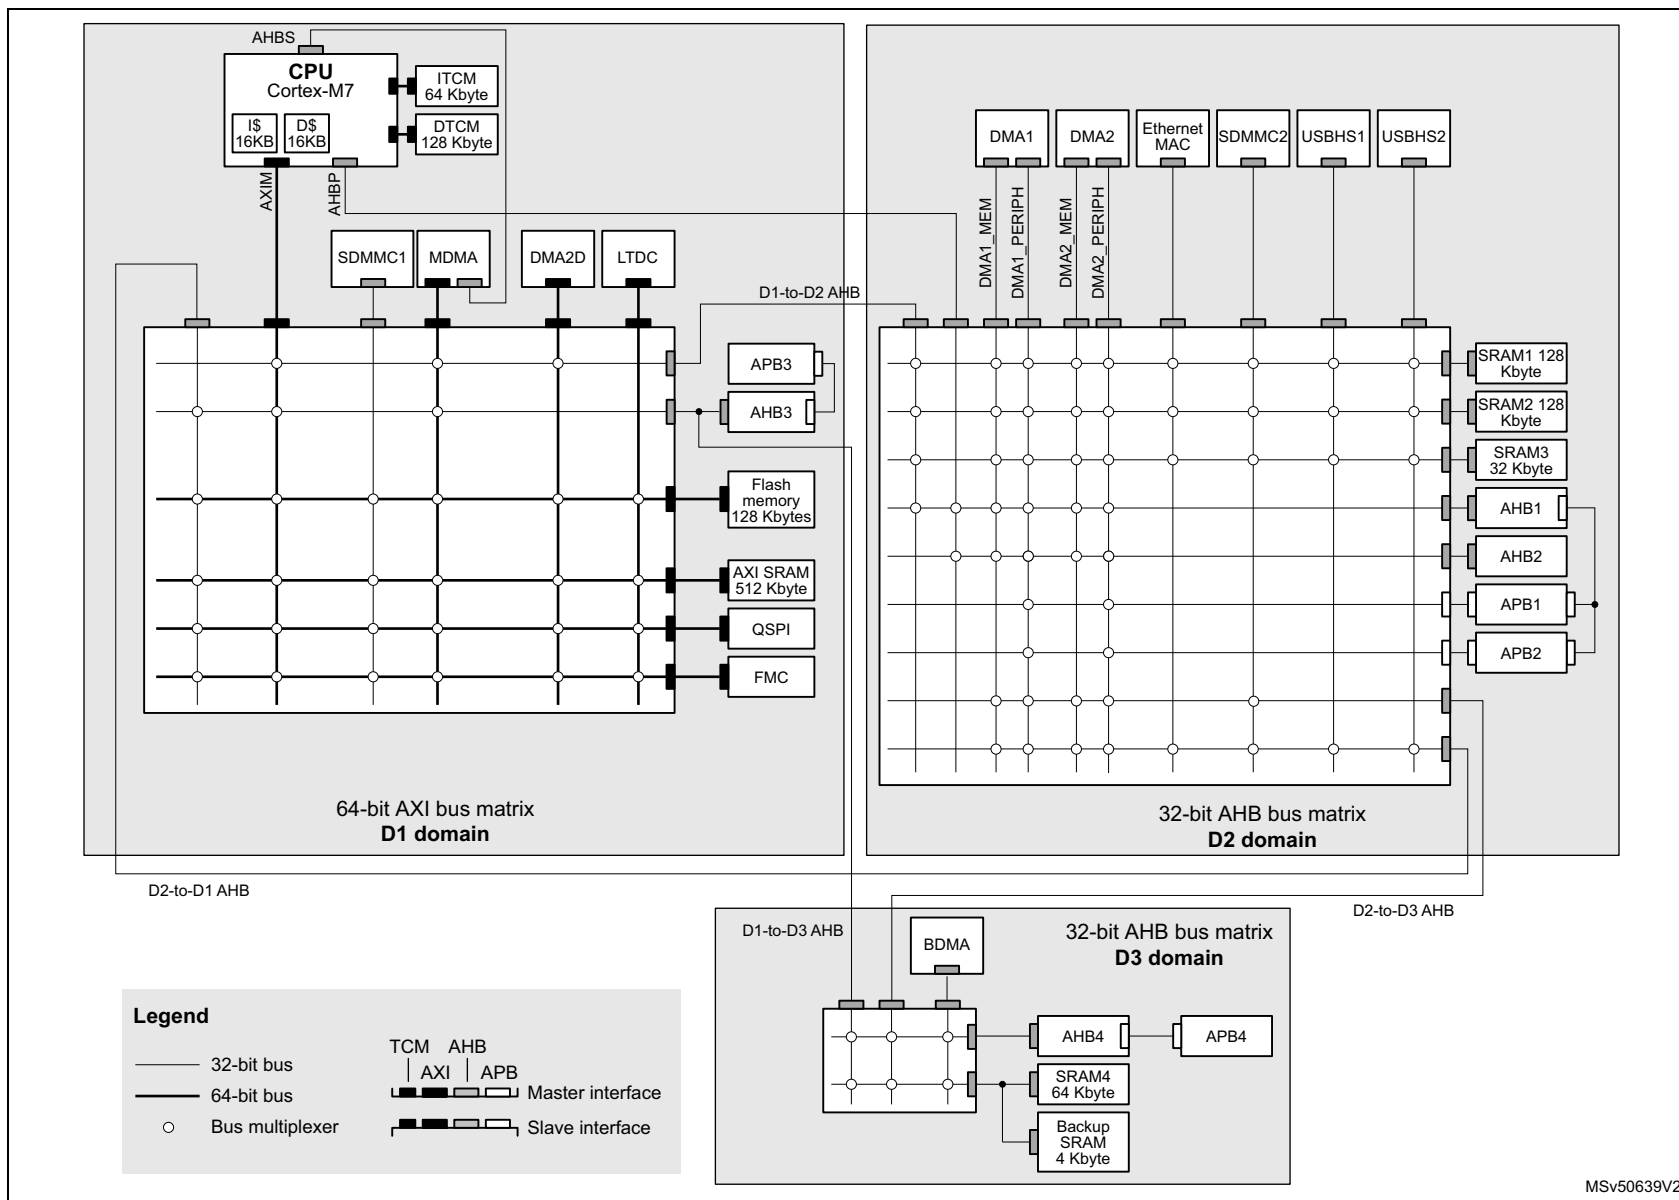 AHBS
CPU
Cortex-M7
I$
16KB
D$
16KB
ITCM
64 Kbyte
DTCM
128 Kbyte
AXIM
AHBP
SDMMC1
MDMA
DMA2D
LTDC
D1-to-D2 AHB
APB3
AHB3
Flash
memory
128 Kbytes
AXI SRAM
512 Kbyte
QSPI
FMC
64-bit AXI bus matrix
D1 domain
DMA1
DMA2
Ethernet
MAC
SDMMC2
USBHS1
USBHS2
DMA1_MEM
DMA1_PERIPH
DMA2_MEM
DMA2_PERIPH
SRAM1 128
Kbyte
SRAM2 128
Kbyte
SRAM3
32 Kbyte
AHB1
AHB2
APB1
APB2
32-bit AHB bus matrix
D2 domain
D2-to-D1 AHB
D2-to-D3 AHB
D1-to-D3 AHB
BDMA
32-bit AHB bus matrix
D3 domain
AHB4
APB4
SRAM4
64 Kbyte
Backup
SRAM
4 Kbyte
Legend
32-bit bus
64-bit bus
Bus multiplexer
TCM
AHB
AXI
APB
Master interface
Slave interface
MSv50639V2